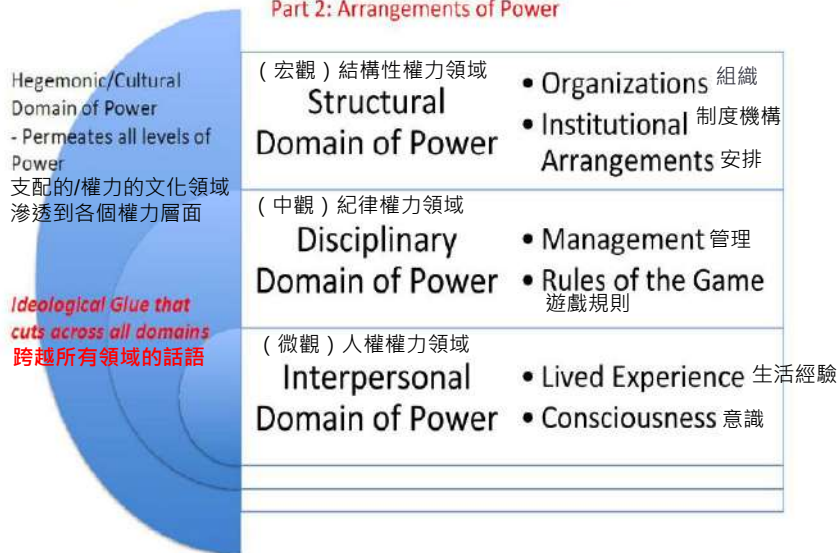 Part 2: Arrangements of Power
Hegemonic/Cultural
Domain of Power
- Permeates all levels of
Power
支配的/權力的文化領域
滲透到各個權力層面
Ideological Glue that
cuts across all domains
跨越所有領域的話語
(宏觀)結構性權力領域
Structural
Domain of Power
• Organizations 組織
• Institutional 制度機構
Arrangements 安排
(中觀)紀律權力領域
Disciplinary
Domain of Power
• Management 管理
• Rules of the Game
遊戲規則
(微觀)人權權力領域
Interpersonal
Domain of Power
• Lived Experience 生活經驗
• Consciousness 意識